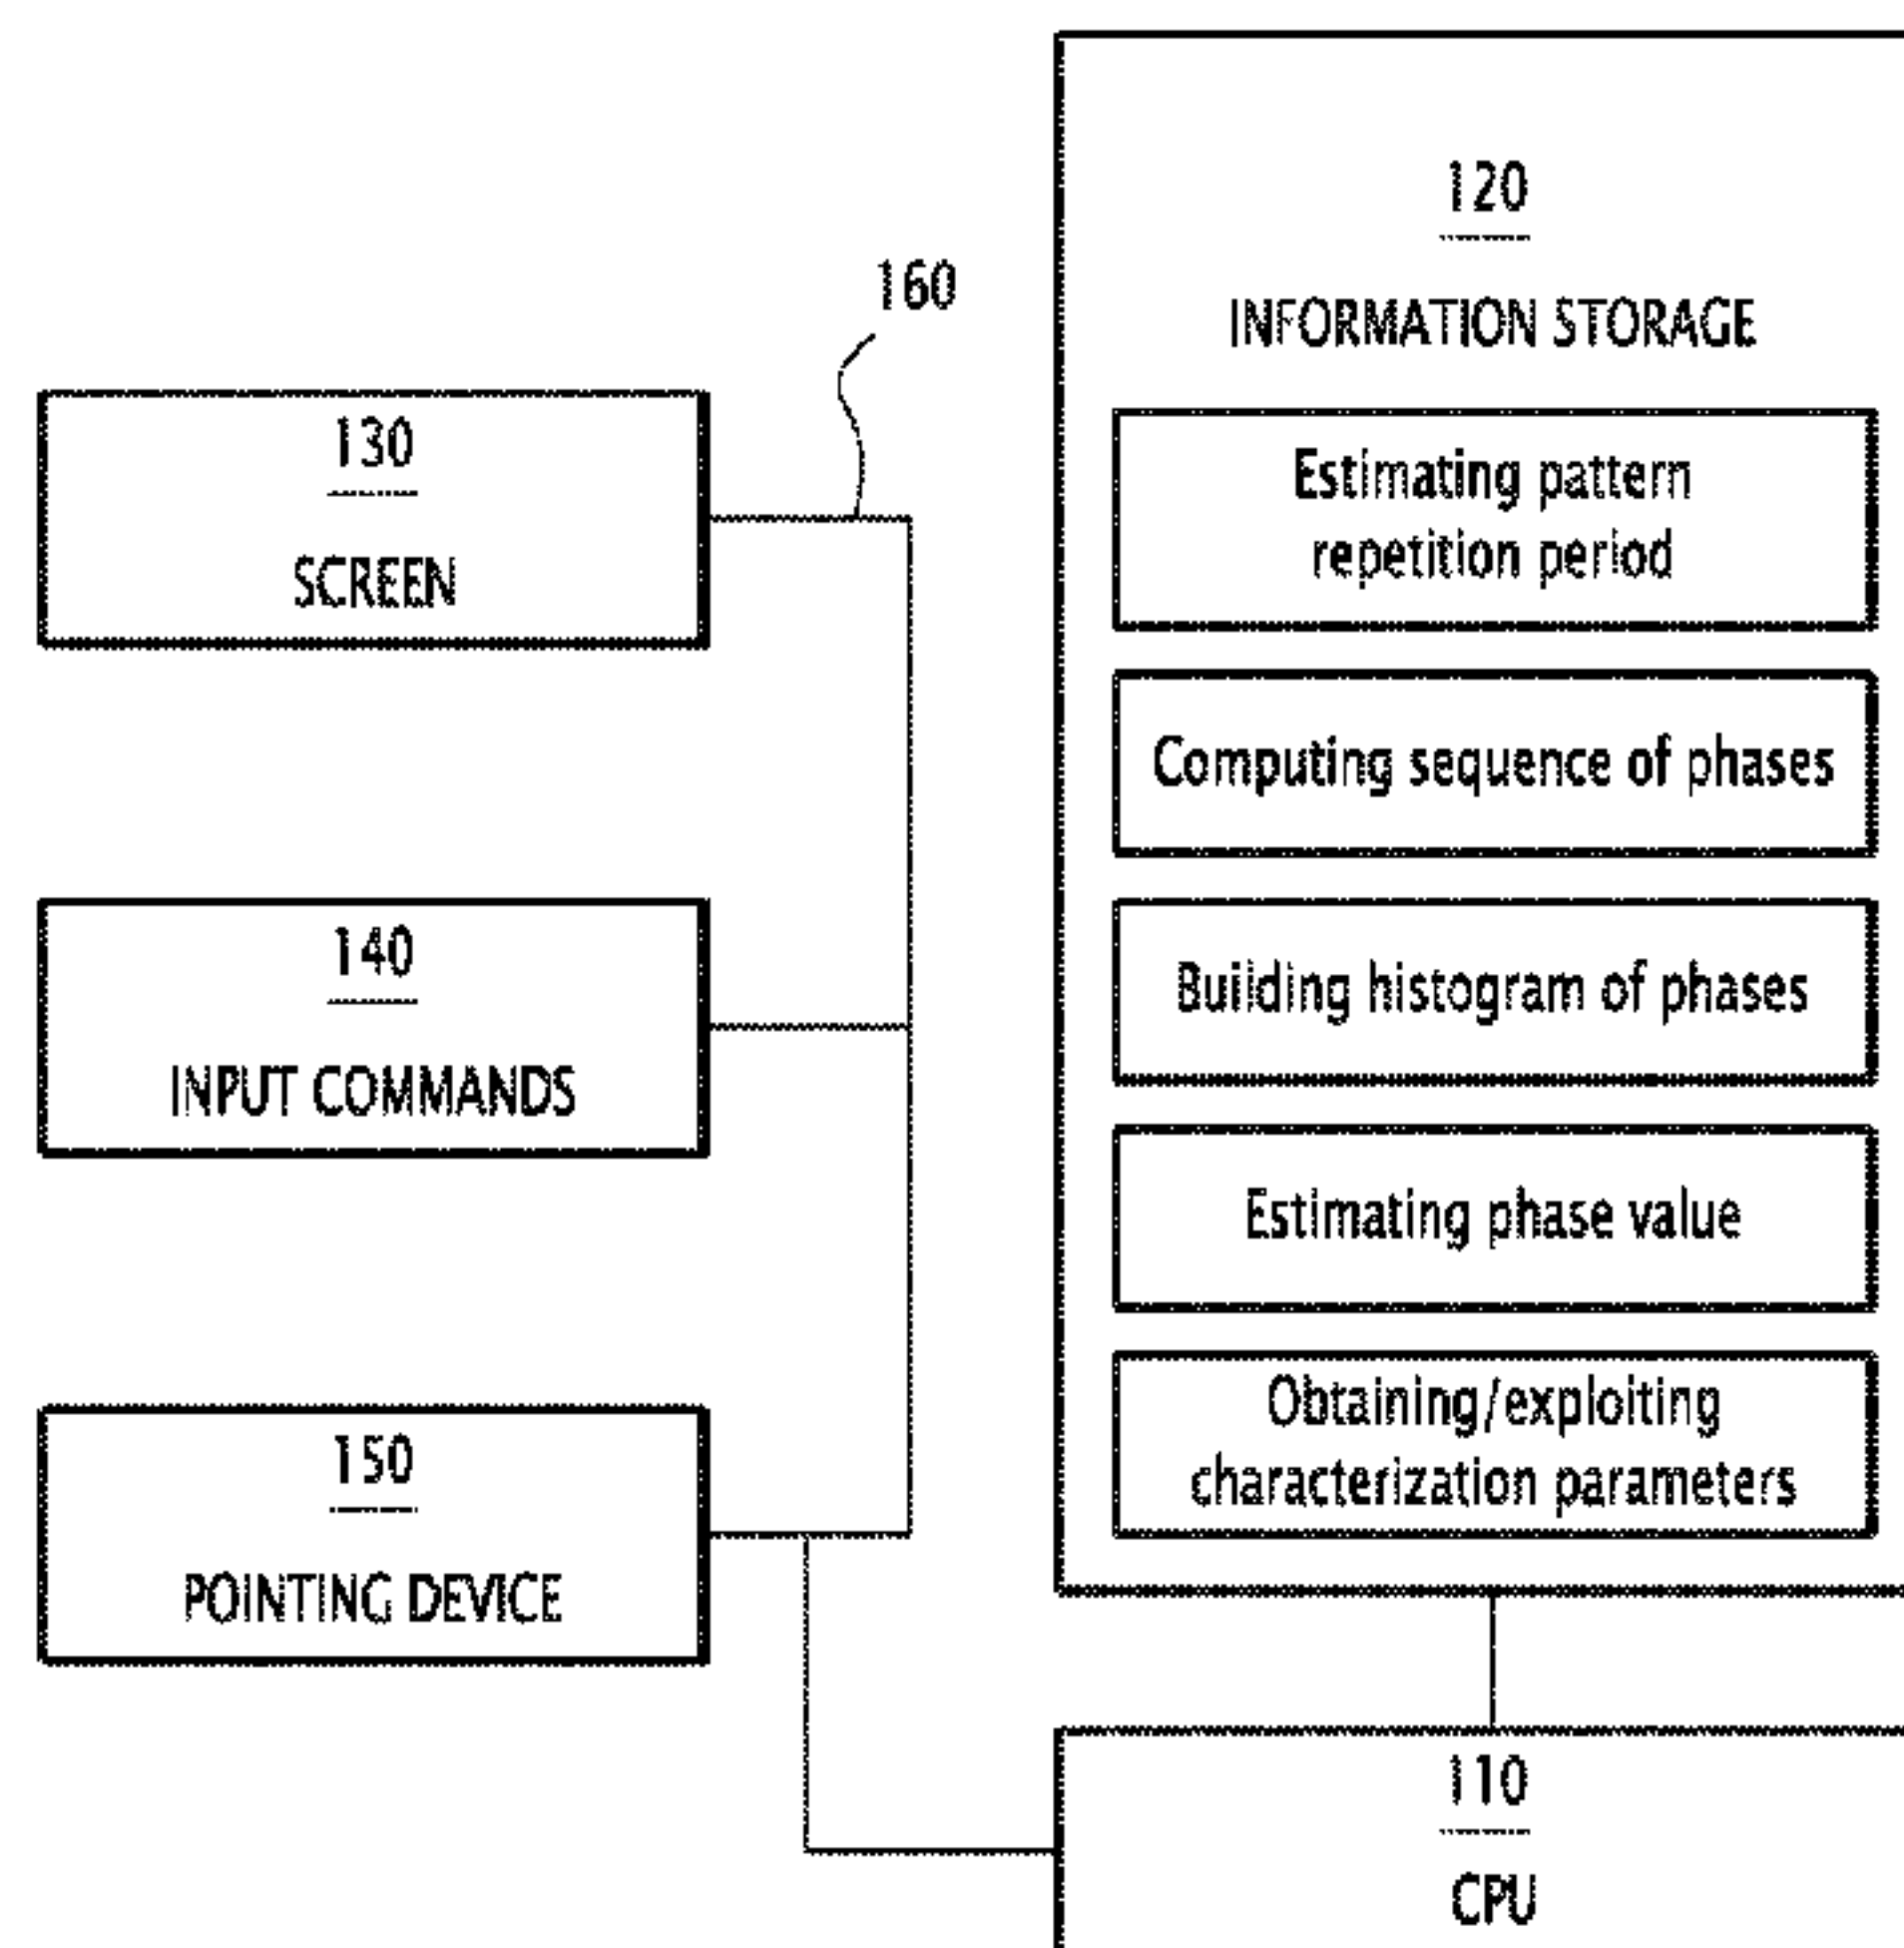 160
130
SCREEN
140
INPUT COMMANDS
150
POINTING DEVICE
120
INFORMATION STORAGE
Estimating pattern
repetition period
Computing sequence of phases
Building histogram of phases
Estimating phase value
Obtaining/exploiting
characterization parameters
110
CPU